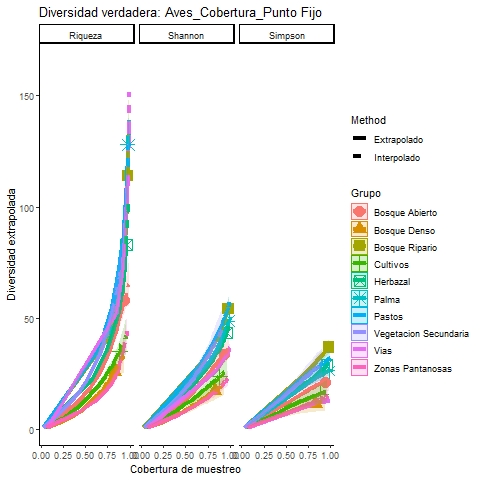 Diversidad verdadera: Aves_Cobertura_Punto Fijo
Riqueza Shannon Simpson
Diversidad extrapolada
150
100
50
0
0.00 0.25 0.50 0.75 1.00 0.00 0.25 0.50 0.75 1.00 0.00 0.25 0.50 0.75 1.00
Cobertura de muestreo
Method
Extrapolado
Interpolado
Grupo
Bosque Abierto
Bosque Denso
Bosque Ripario
Cultivos
Herbazal
Palma
Pastos
Vegetacion Secundaria
Vias
Zonas Pantanosas